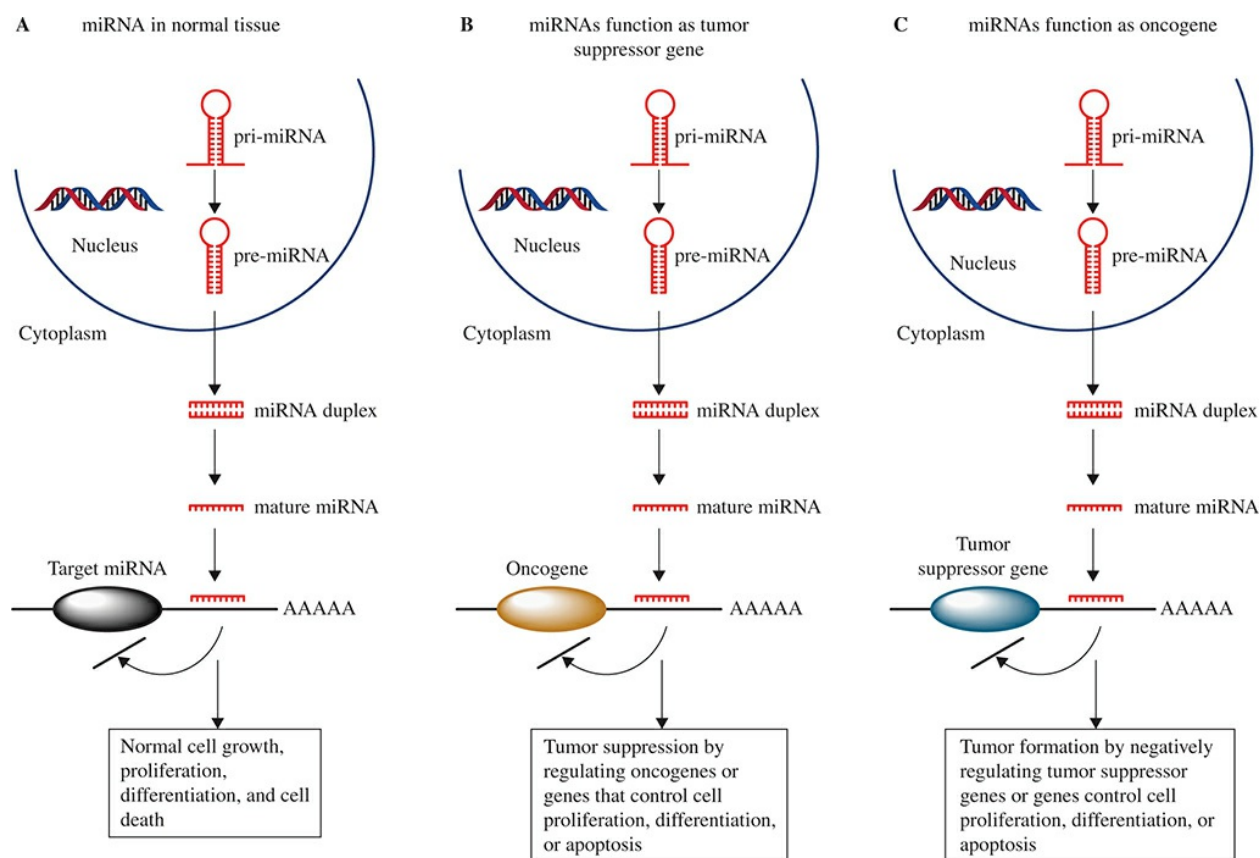 A miRNA in normal tissue
pri-miRNA
Nucleus
pre-miRNA
Cytoplasm
miRNA duplex
mature miRNA
Target miRNA
AAAAA
Normal cell growth,
proliferation,
differentiation, and cell
death
B miRNAs function as tumor
suppressor gene
pri-miRNA
Nucleus
pre-miRNA
Cytoplasm
miRNA duplex
mature miRNA
Oncogene
AAAAA
Tumor suppression by
regulating oncogenes or
genes that control cell
proliferation, differentiation,
or apoptosis
C miRNAs function as oncogene
pri-miRNA
Nucleus
pre-miRNA
Cytoplasm
miRNA duplex
mature miRNA
Tumor
suppressor gene
AAAAA
Tumor formation by negatively
regulating tumor suppressor
genes or genes control cell
proliferation, differentiation, or
apoptosis